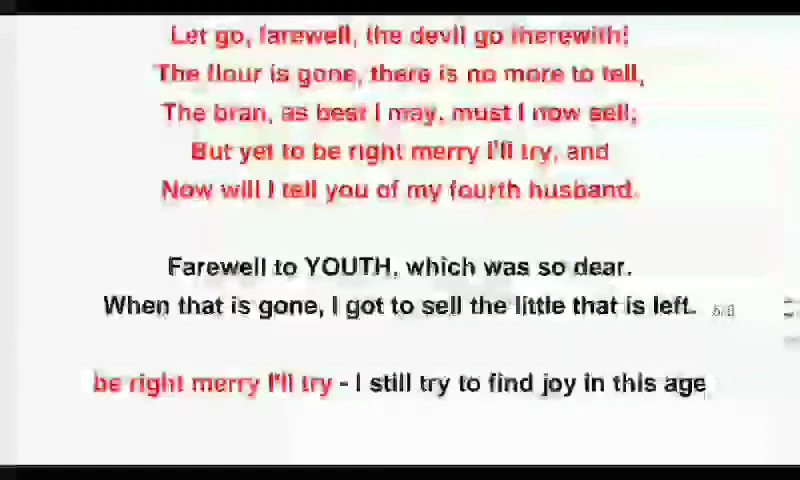 Let go, farewell, the devil go therewith!
The flour is gone, there is no more to tell,
The bran, as best I may, must I now sell;
But yet to be right merry I'll try, and
Now will I tell you of my fourth husband.
Farewell to YOUTH, which was so dear.
When that is gone, I got to sell the little that is left.
be right merry I'll try - I still try to find joy in this age